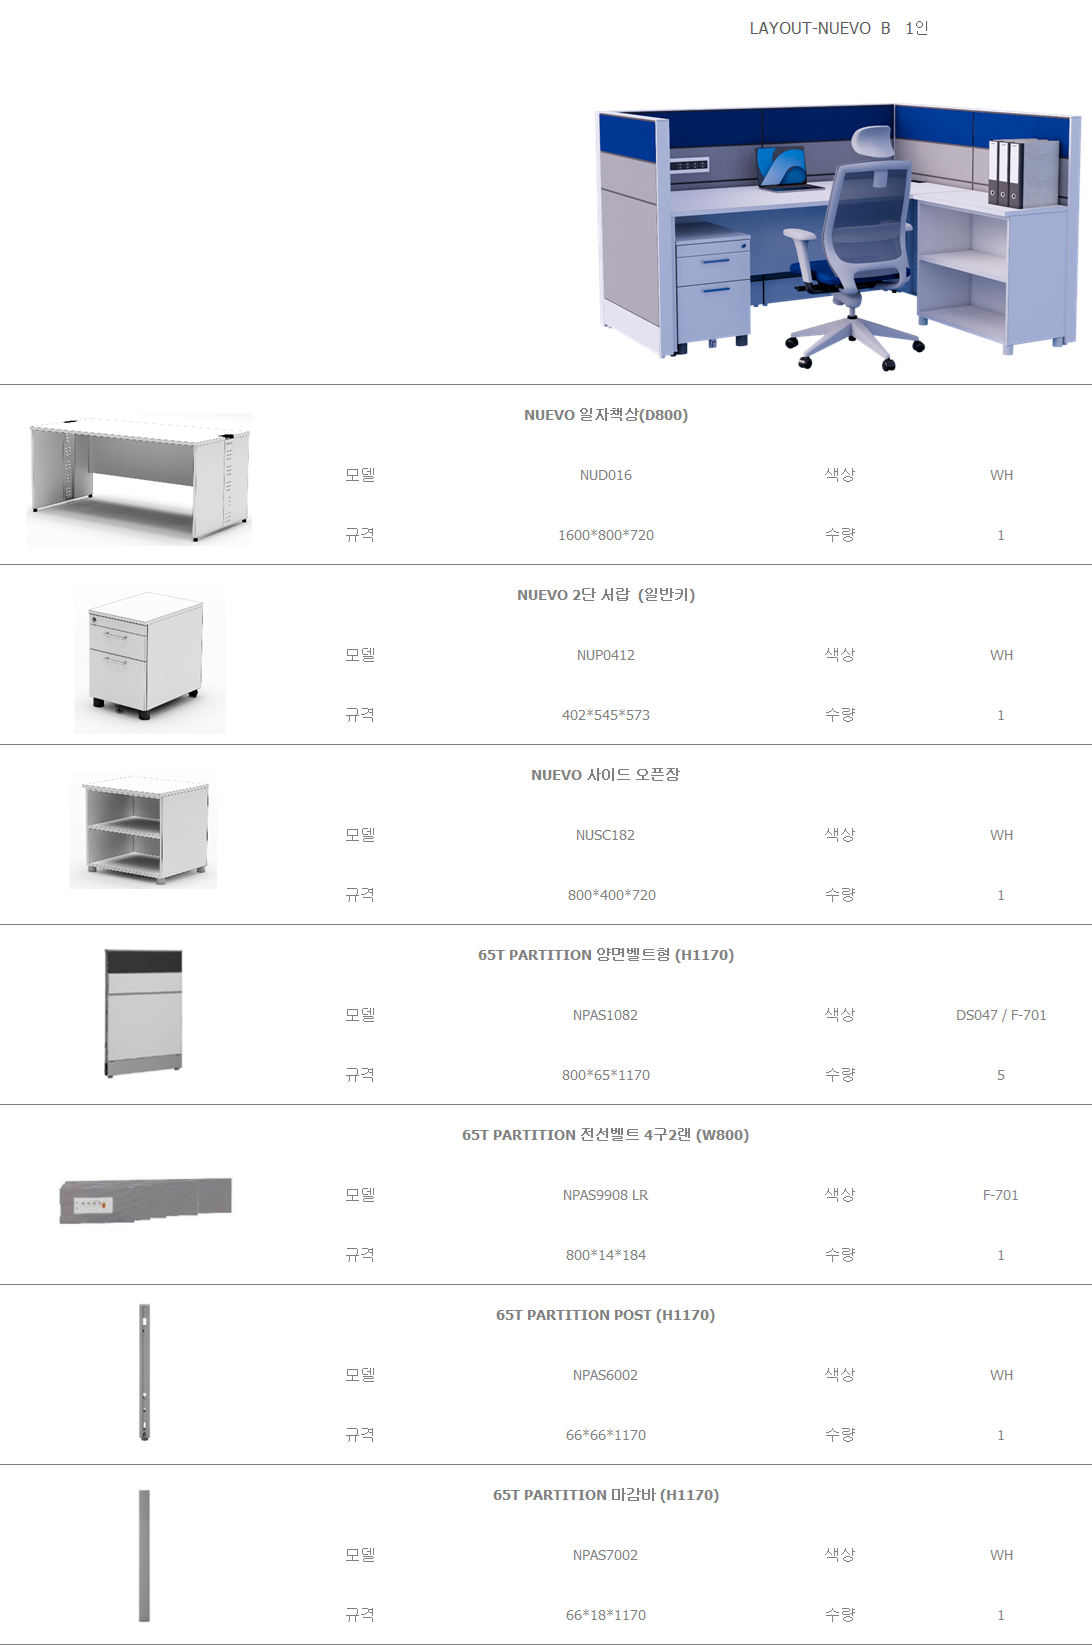 LAYOUT-NUEVO B 1인
NUEVO 일자책상(D800)
모델 NUD016 색상 WH
규격 1600*800*720 수량 1
NUEVO 2단 서랍 (일반키)
모델 NUP0412 색상 WH
규격 402*545*573 수량 1
NUEVO 사이드 오픈장
모델 NUSC182 색상 WH
규격 800*400*720 수량 1
65T PARTITION 양면벨트형 (H1170)
모델 NPAS1082 색상 DS047 / F-701
규격 800*65*1170 수량 5
65T PARTITION 전선벨트 4구2랜 (W800)
모델 NPAS9908 LR 색상 F-701
규격 800*14*184 수량 1
65T PARTITION POST (H1170)
모델 NPAS6002 색상 WH
규격 66*66*1170 수량 1
65T PARTITION 마감바 (H1170)
모델 NPAS7002 색상 WH
규격 66*18*1170 수량 1